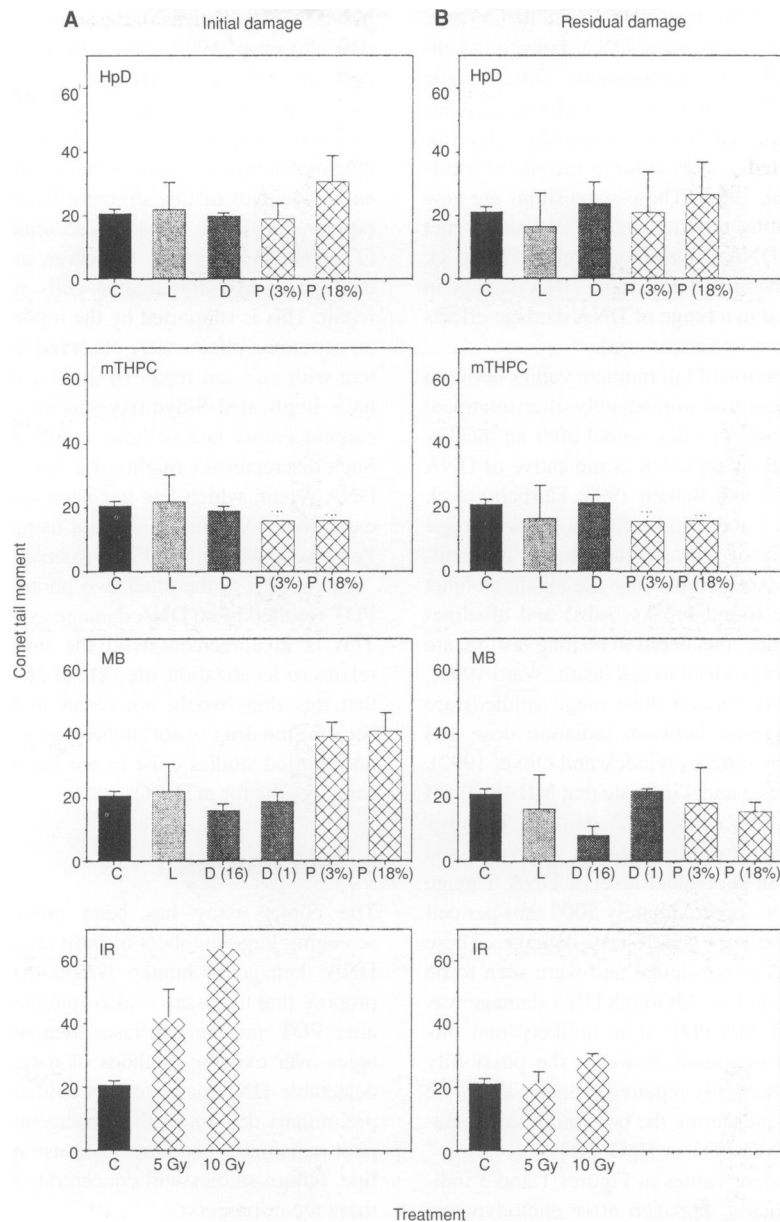 A Initial damage
B Residual damage
HpD
60
40
20
0
C L D P (3%) P (18%)
HpD
60
40
20
0
C L D P (3%) P (18%)
mTHPC
60
40
20
0
C L D P (3%) P (18%)
mTHPC
60
40
20
0
C L D P (3%) P (18%)
Comet tail moment
MB
60
40
20
0
C L D (16) D (1) P (3%) P (18%)
MB
60
40
20
0
C L D (16) D (1) P (3%) P (18%)
IR
60
40
20
0
C 5 Gy 10 Gy
IR
60
40
20
0
C 5 Gy 10 Gy
Treatment